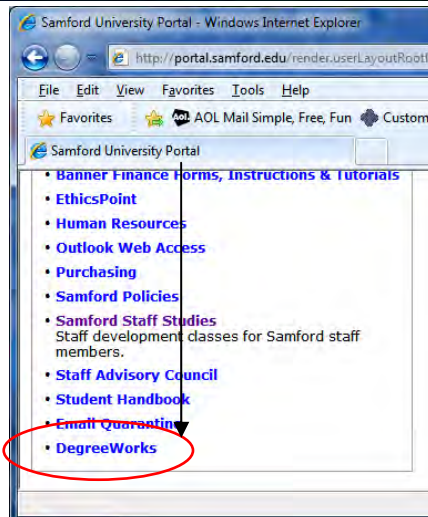 Samford University Portal - Windows Internet Explorer
http://portal.samford.edu/render.userLayoutRoot
File Edit View Favorites Tools Help
Favorites AOL Mail Simple, Free, Fun Custom
Samford University Portal
• Banner Finance Forms, Instructions & Tutorials
• EthicsPoint
• Human Resources
• Outlook Web Access
• Purchasing
• Samford Policies
• Samford Staff Studies
Staff development classes for Samford staff
members.
• Staff Advisory Council
• Student Handbook
• Email Quarantine
• DegreeWorks